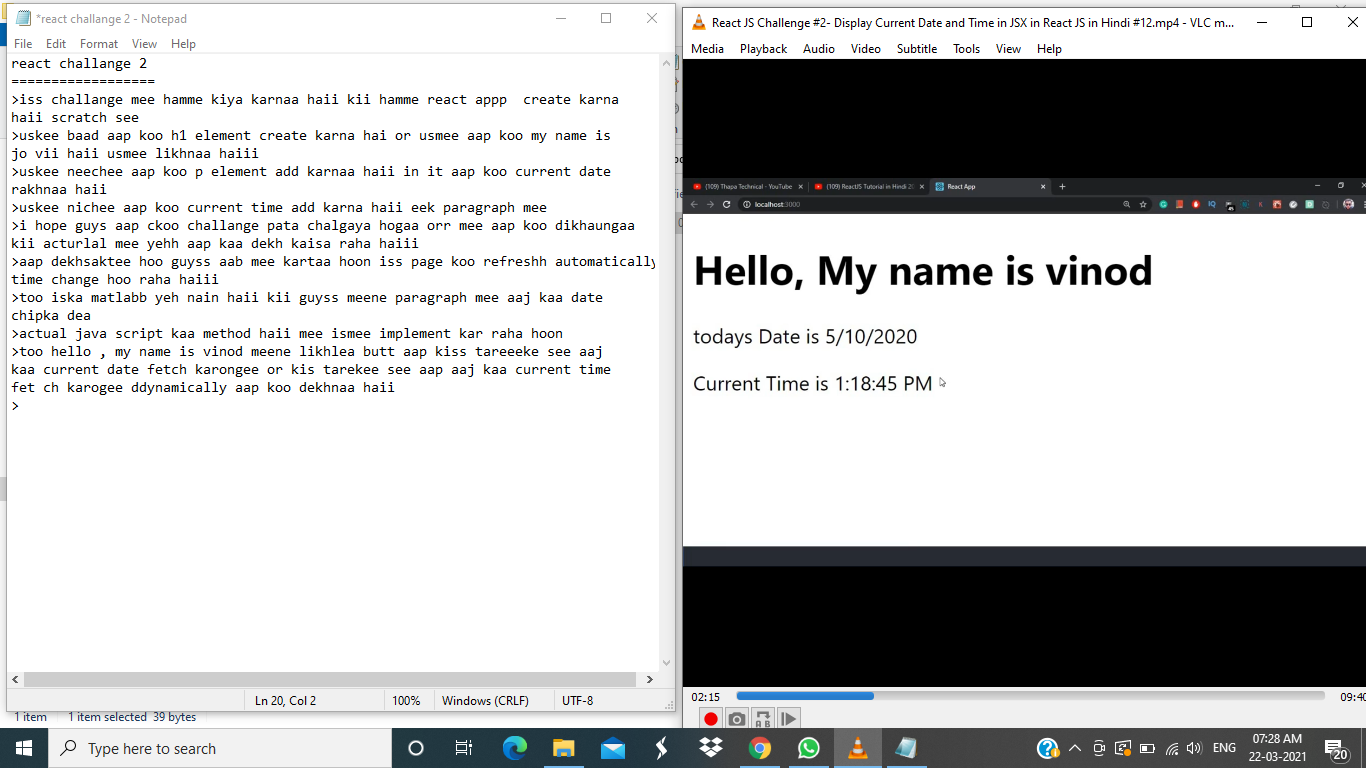 *react challange 2 - Notepad
File Edit Format View Help
react challange 2
==================
>iss challange mee hamme kiya karnaa haii kii hamme react appp  create karna
haii scratch see
>uskee baad aap koo h1 element create karna hai or usmee aap koo my name is
jo vii haii usmee likhnaa haiii
>uskee neechee aap koo p element add karnaa haii in it aap koo current date
rakhnaa haii
>uskee nichee aap koo current time add karna haii eek paragraph mee
>i hope guys aap ckoo challange pata chalgaya hogaa orr mee aap koo dikhaungaa
kii acturlal mee yehh aap kaa dekh kaisa raha haiii
>aap dekhsaktee hoo guyss aab mee kartaa hoon iss page koo refreshh automatically
time change hoo raha haiii
>too iska matlabb yeh nain haii kii guyss meene paragraph mee aaj kaa date
chipka dea
>actual java script kaa method haii mee ismee implement kar raha hoon
>too hello , my name is vinod meene likhlea butt aap kiss tareeeke see aaj
kaa current date fetch karongee or kis tarekee see aap aaj kaa current time
fet ch karogee ddynamically aap koo dekhnaa haii
>
Ln 20, Col 2 100% Windows (CRLF) UTF-8
1 item 1 item selected 39 bytes
React JS Challenge #2- Display Current Date and Time in JSX in React JS in Hindi #12.mp4 - VLC m...
Media Playback Audio Video Subtitle Tools View Help
(109) Thapa Technical - YouTube (109) ReactJS Tutorial in Hindi React App
localhost:3000
Hello, My name is vinod
todays Date is 5/10/2020
Current Time is 1:18:45 PM
02:15 09:40
Type here to search
ENG
07:28 AM
22-03-2021
20